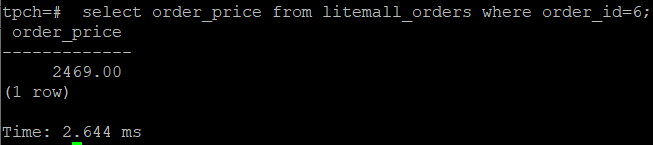 tpch=#  select order_price from litemall_orders where order_id=6;
 order_price
-------------
     2469.00
(1 row)

Time: 2.644 ms